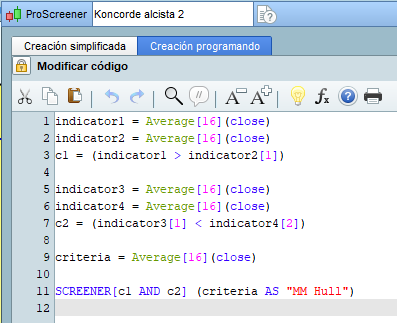 ProScreener Koncorde alcista 2
Creación simplificada Creación programando
Modificar código
1 indicator1 = Average[16](close)
2 indicator2 = Average[16](close)
3 c1 = (indicator1 > indicator2[1])
4
5 indicator3 = Average[16](close)
6 indicator4 = Average[16](close)
7 c2 = (indicator3[1] < indicator4[2])
8
9 criteria = Average[16](close)
10
11 SCREENER[c1 AND c2] (criteria AS "MM Hull")
12